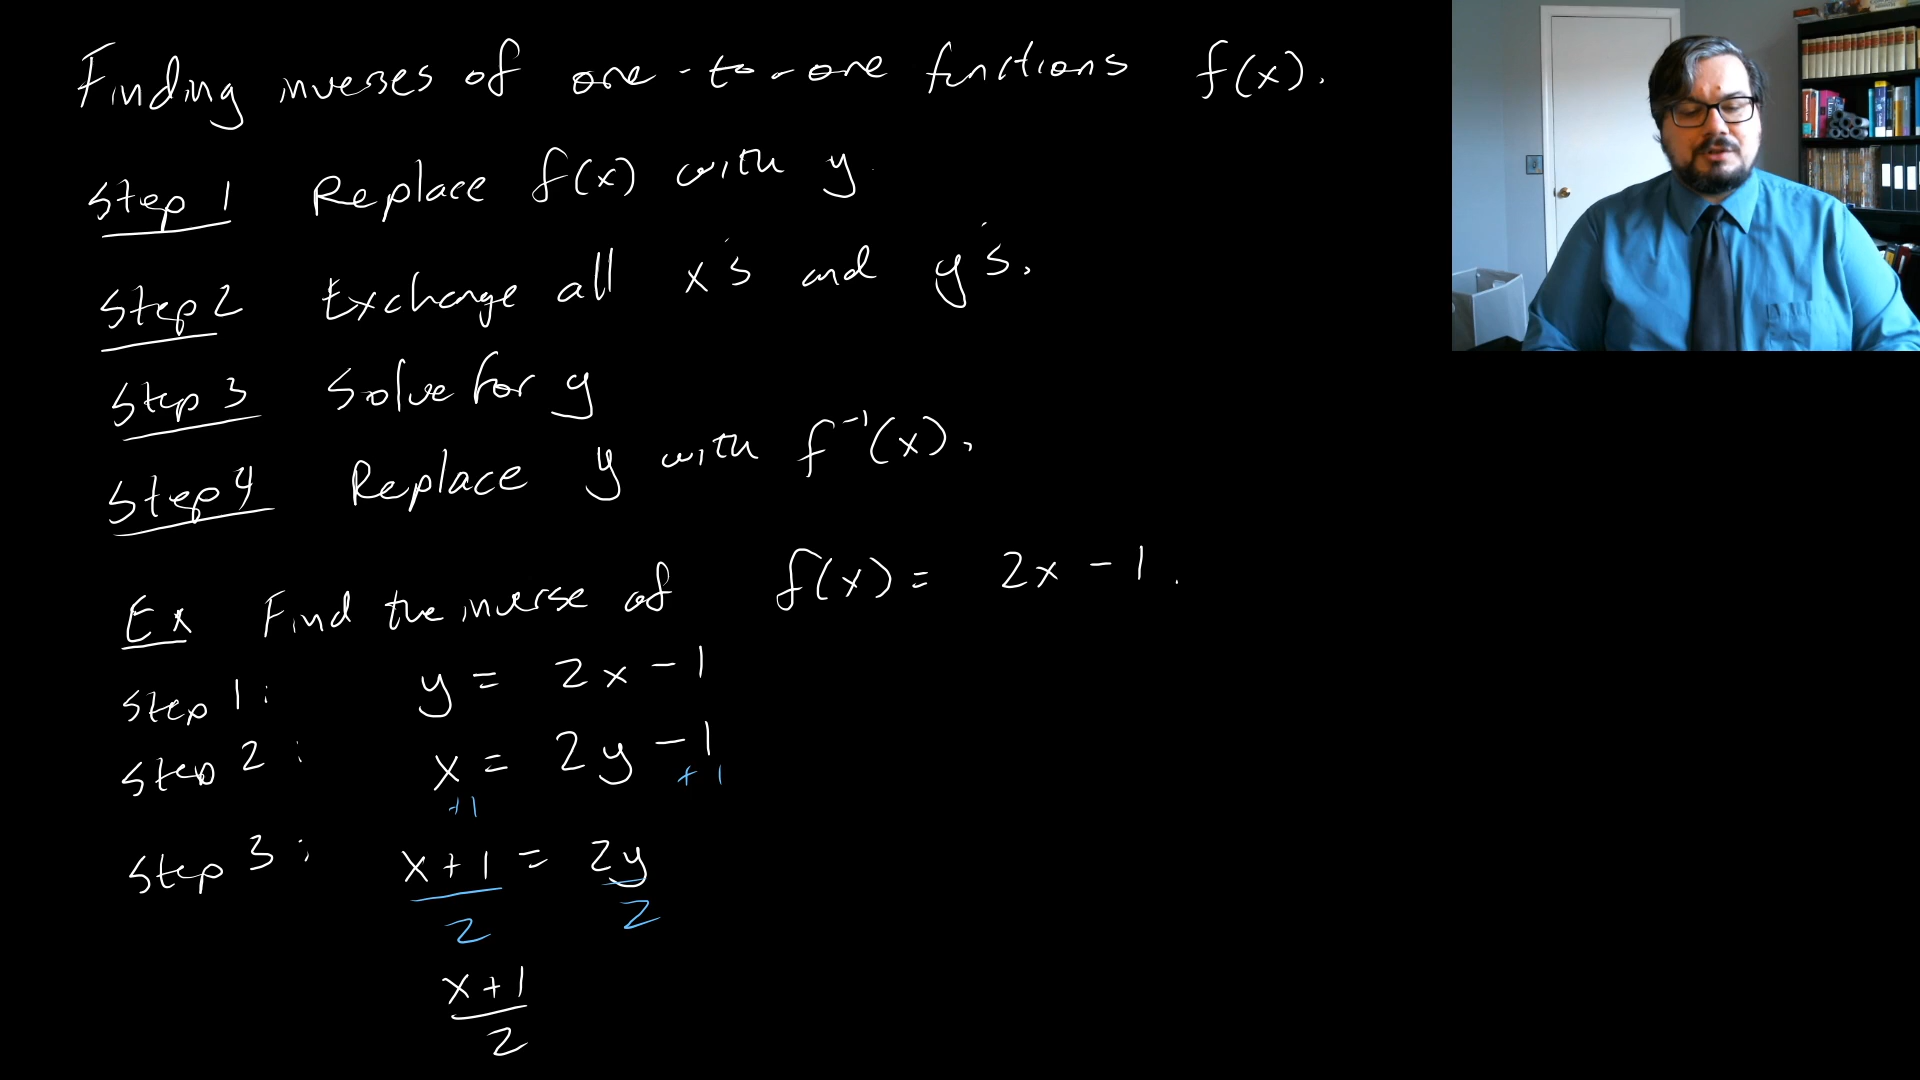 Finding inverses of one-to-one functions f(x).
Step 1 Replace f(x) with y.
Step 2 Exchange all x's and y's.
Step 3 Solve for y
Step 4 Replace y with f⁻¹(x).
Ex Find the inverse of f(x) = 2x - 1.
Step 1: y = 2x - 1
Step 2: x = 2y - 1
+1 +1
Step 3: x + 1 = 2y
2 2
x + 1
2